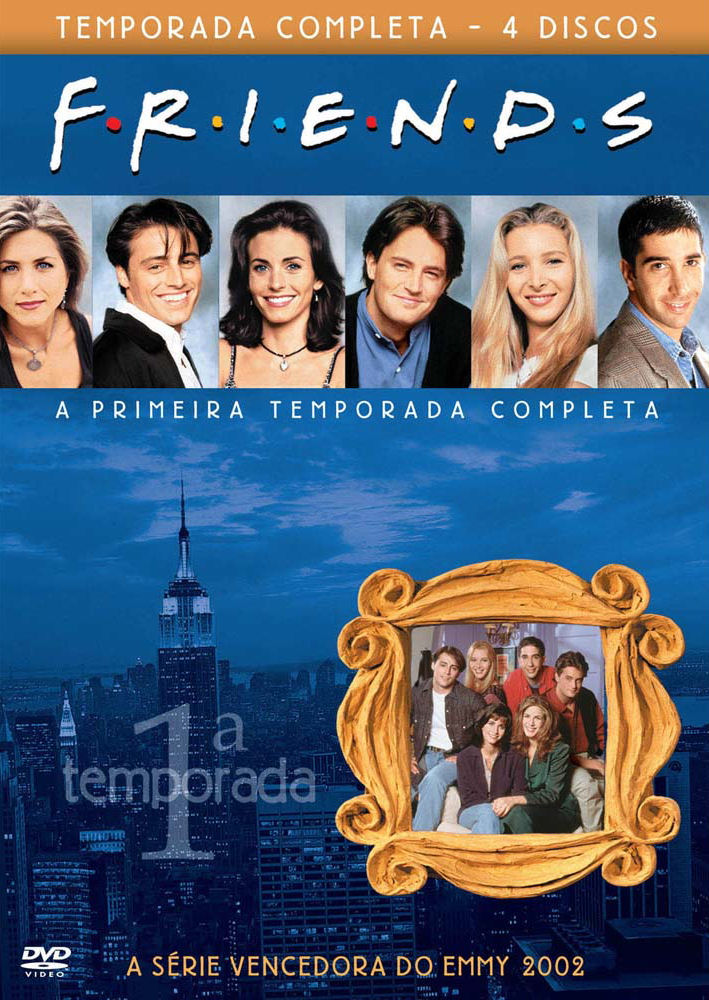 TEMPORADA COMPLETA - 4 DISCOS
F•R•I•E•N•D•S
A PRIMEIRA TEMPORADA COMPLETA
1ª
temporada
DVD
VIDEO
A SÉRIE VENCEDORA DO EMMY 2002